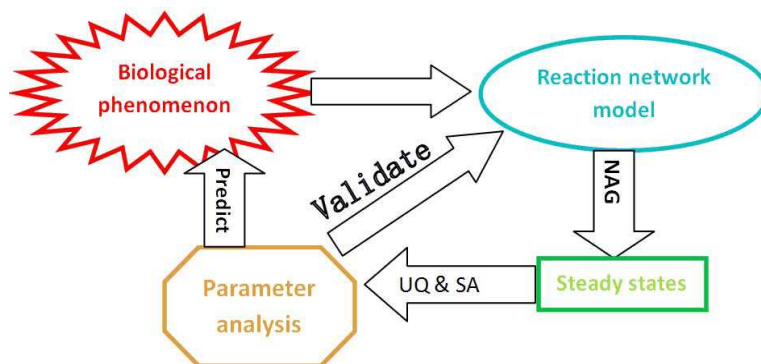 Biological
phenomenon
Reaction network
model
Validate
Predict
NAG
Parameter
analysis
UQ & SA
Steady states